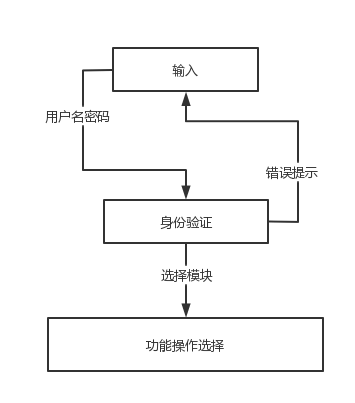 输入
用户名密码
错误提示
身份验证
选择模块
功能操作选择